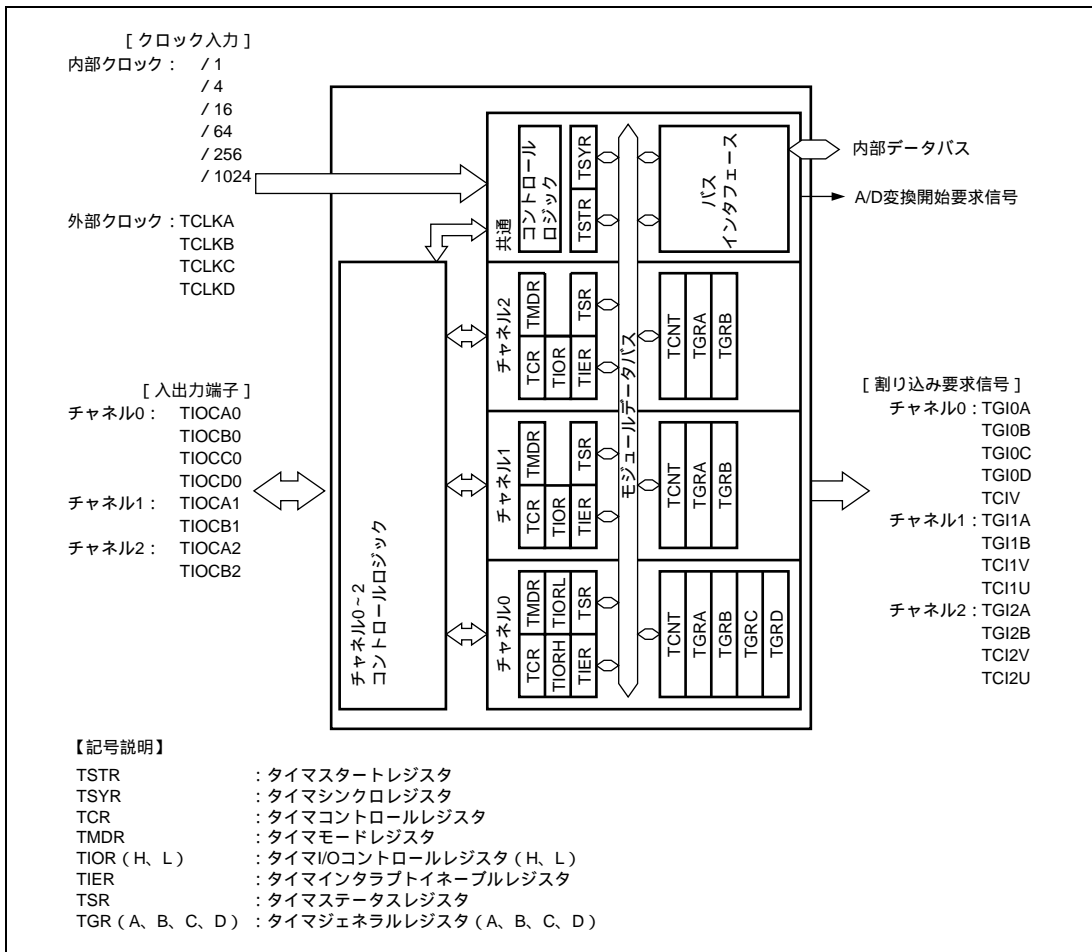 [ クロック入力 ]
内部クロック : / 1
/ 4
/ 16
/ 64
/ 256
/ 1024
外部クロック : TCLKA
TCLKB
TCLKC
TCLKD
[ 入出力端子 ]
チャネル0 : TIOCA0
TIOCB0
TIOCC0
TIOCD0
チャネル1 : TIOCA1
TIOCB1
チャネル2 : TIOCA2
TIOCB2
チャネル0~2
コントロールロジック
共通
コントロール
ロジック
TSTR TSYR
バス
インタフェース
チャネル2
TCR TMDR
TIOR
TIER TSR
TCNT
TGRA
TGRB
チャネル1
TCR TMDR
TIOR
TIER TSR
TCNT
TGRA
TGRB
チャネル0
TCR TMDR
TIORH TIORL
TIER TSR
TCNT
TGRA
TGRB
TGRC
TGRD
モジュールデータバス
内部データバス
A/D変換開始要求信号
[ 割り込み要求信号 ]
チャネル0 : TGI0A
TGI0B
TGI0C
TGI0D
TCIV
チャネル1 : TGI1A
TGI1B
TCI1V
TCI1U
チャネル2 : TGI2A
TGI2B
TCI2V
TCI2U
【記号説明】
TSTR : タイマスタートレジスタ
TSYR : タイマシンクロレジスタ
TCR : タイマコントロールレジスタ
TMDR : タイマモードレジスタ
TIOR ( H、L ) : タイマI/Oコントロールレジスタ ( H、L )
TIER : タイマインタラプトイネーブルレジスタ
TSR : タイマステータスレジスタ
TGR ( A、B、C、D ) : タイマジェネラルレジスタ ( A、B、C、D )